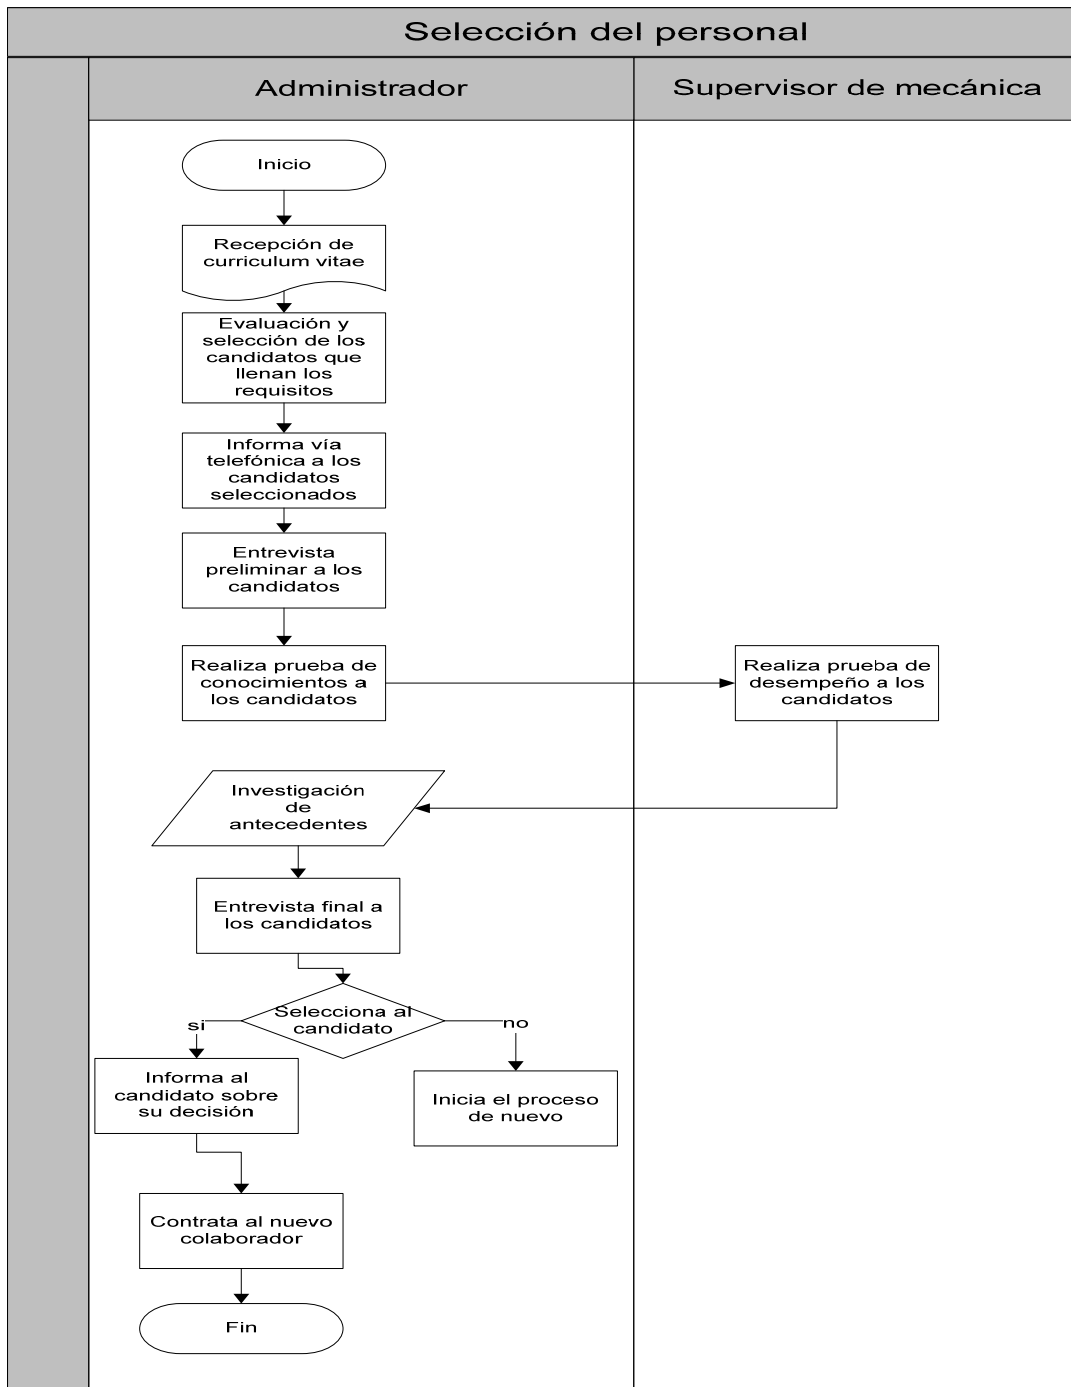 Selección del personal
Administrador
Supervisor de mecánica
Inicio
Recepción de
curriculum vitae
Evaluación y
selección de los
candidatos que
llenan los
requisitos
Informa vía
telefónica a los
candidatos
seleccionados
Entrevista
preliminar a los
candidatos
Realiza prueba de
conocimientos a
los candidatos
Realiza prueba de
desempeño a los
candidatos
Investigación
de
antecedentes
Entrevista final a
los candidatos
Selecciona al
candidato
si
no
Informa al
candidato sobre
su decisión
Inicia el proceso
de nuevo
Contrata al nuevo
colaborador
Fin